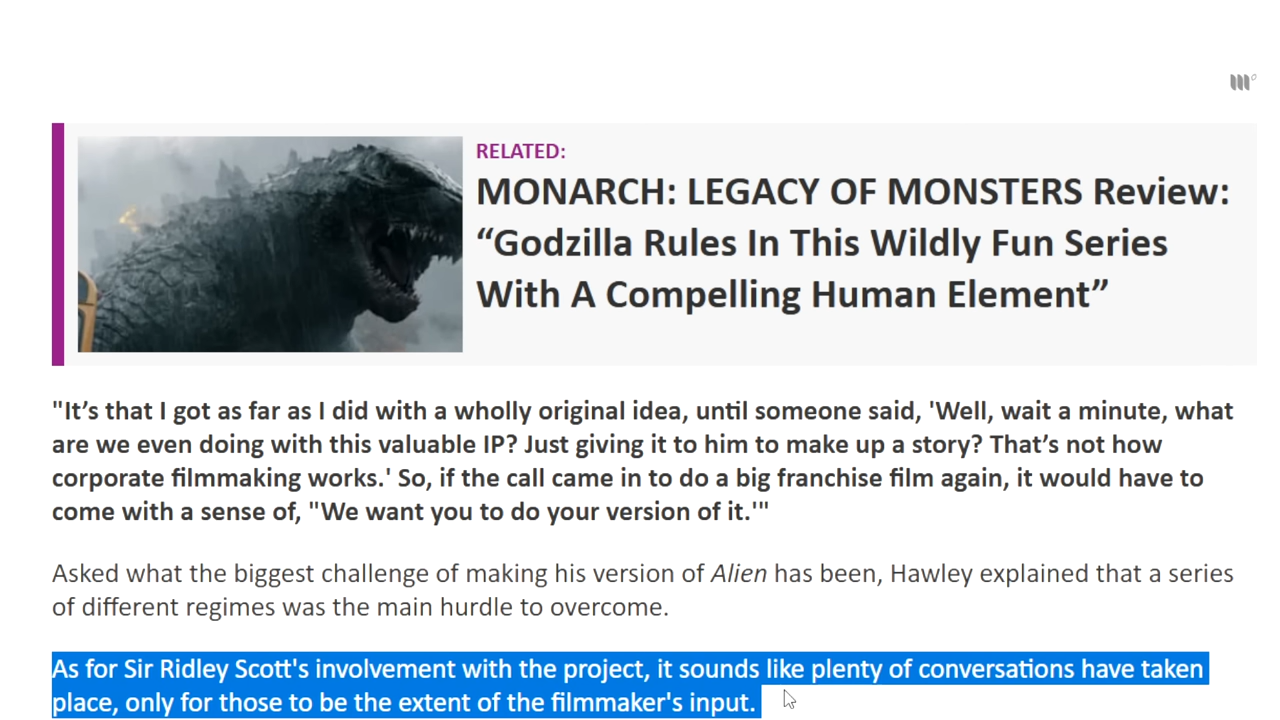 RELATED:
MONARCH: LEGACY OF MONSTERS Review:
“Godzilla Rules In This Wildly Fun Series
With A Compelling Human Element”
"It’s that I got as far as I did with a wholly original idea, until someone said, 'Well, wait a minute, what
are we even doing with this valuable IP? Just giving it to him to make up a story? That’s not how
corporate filmmaking works.' So, if the call came in to do a big franchise film again, it would have to
come with a sense of, "We want you to do your version of it.'"
Asked what the biggest challenge of making his version of Alien has been, Hawley explained that a series
of different regimes was the main hurdle to overcome.
As for Sir Ridley Scott's involvement with the project, it sounds like plenty of conversations have taken
place, only for those to be the extent of the filmmaker's input.